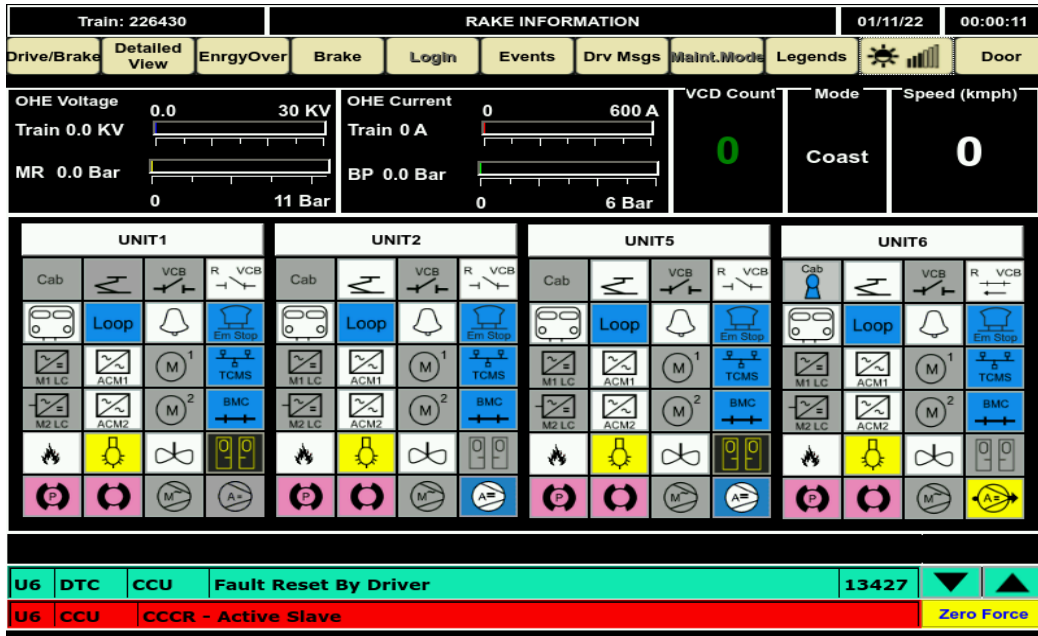 Train: 226430 RAKE INFORMATION 01/11/22 00:00:11
Drive/Brake Detailed View EnrgyOver Brake Login Events Drv Msgs Maint.Mode Legends Door
OHE Voltage 0.0 30 KV OHE Current 0 600 A VCD Count Mode Speed (kmph)
Train 0.0 KV Train 0 A
0 Coast 0
MR 0.0 Bar BP 0.0 Bar
0 11 Bar 0 6 Bar
UNIT1 UNIT2 UNIT5 UNIT6
Cab VCB R VCB Cab VCB R VCB Cab VCB R VCB Cab VCB R VCB
Loop Em Stop Loop Em Stop Loop Em Stop Loop Em Stop
M1 LC ACM1 M 1 TCMS M1 LC ACM1 M 1 TCMS M1 LC ACM1 M 1 TCMS M1 LC ACM1 M 1 TCMS
M2 LC ACM2 M 2 BMC M2 LC ACM2 M 2 BMC M2 LC ACM2 M 2 BMC M2 LC ACM2 M 2 BMC
P M A= P M A= P M A= P M A=
U6 DTC CCU Fault Reset By Driver 13427
U6 CCU CCCR - Active Slave Zero Force